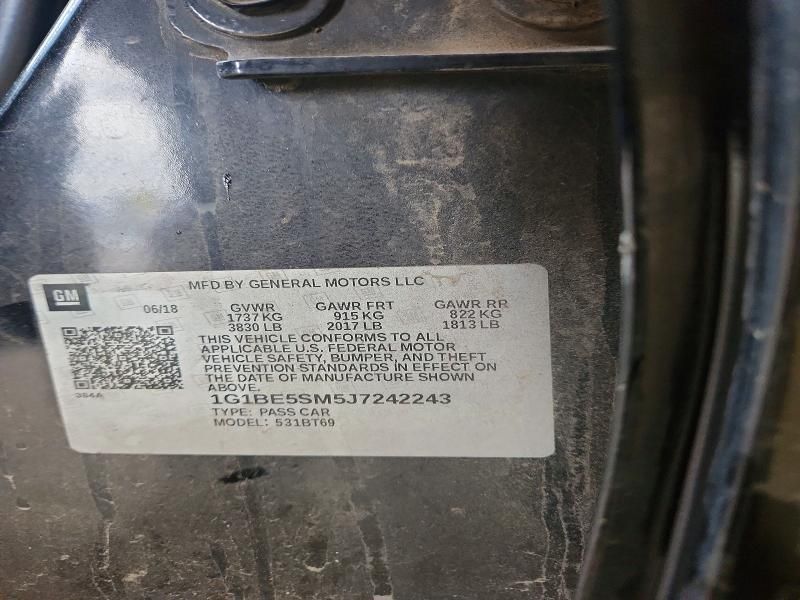 GM
MFD BY GENERAL MOTORS LLC
06/18
GVWR GAWR FRT GAWR RR
1737 KG 915 KG 822 KG
3830 LB 2017 LB 1813 LB
THIS VEHICLE CONFORMS TO ALL
APPLICABLE U.S. FEDERAL MOTOR
VEHICLE SAFETY, BUMPER, AND THEFT
PREVENTION STANDARDS IN EFFECT ON
THE DATE OF MANUFACTURE SHOWN
ABOVE.
384A
1G1BE5SM5J7242243
TYPE: PASS CAR
MODEL: 531BT69